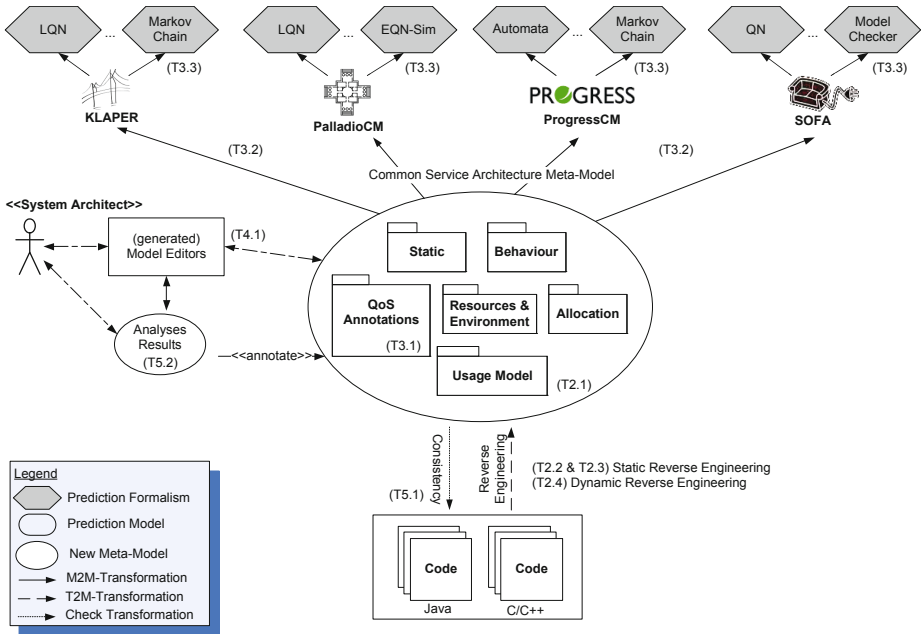 LQN
...
Markov
Chain
LQN
...
EQN-Sim
Automata
...
Markov
Chain
QN
...
Model
Checker
(T3.3)
(T3.3)
(T3.3)
(T3.3)
KLAPER
PalladioCM
PROGRESS
ProgressCM
SOFA
(T3.2)
(T3.2)
Common Service Architecture Meta-Model
<<System Architect>>
(generated)
Model Editors
(T4.1)
Static
Behaviour
QoS
Annotations
(T3.1)
Resources &
Environment
Allocation
Usage Model
(T2.1)
Analyses
Results
(T5.2)
<<annotate>>
Consistency
(T5.1)
Reverse
Engineering
(T2.2 & T2.3) Static Reverse Engineering
(T2.4) Dynamic Reverse Engineering
Code
Java
Code
C/C++
Legend
Prediction Formalism
Prediction Model
New Meta-Model
M2M-Transformation
T2M-Transformation
Check Transformation